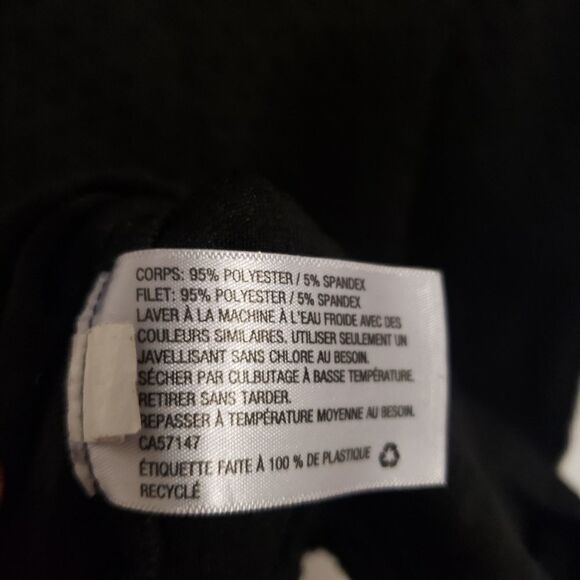 CORPS: 95% POLYESTER / 5% SPANDEX
FILET: 95% POLYESTER / 5% SPANDEX
LAVER À LA MACHINE À L'EAU FROIDE AVEC DES
COULEURS SIMILAIRES. UTILISER SEULEMENT UN
JAVELLISANT SANS CHLORE AU BESOIN.
SÉCHER PAR CULBUTAGE À BASSE TEMPÉRATURE.
RETIRER SANS TARDER.
REPASSER À TEMPÉRATURE MOYENNE AU BESOIN.
CA57147
ÉTIQUETTE FAITE À 100 % DE PLASTIQUE
RECYCLÉ